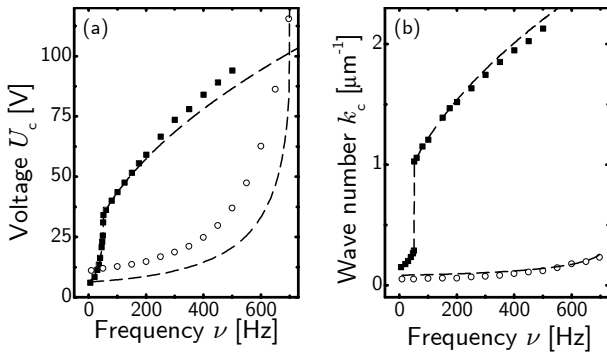 (a)
Voltage U_c [V]
125
100
75
50
25
0
0 200 400 600
Frequency ν [Hz]
(b)
Wave number k_c [μm⁻¹]
2
1
0
0 200 400 600
Frequency ν [Hz]